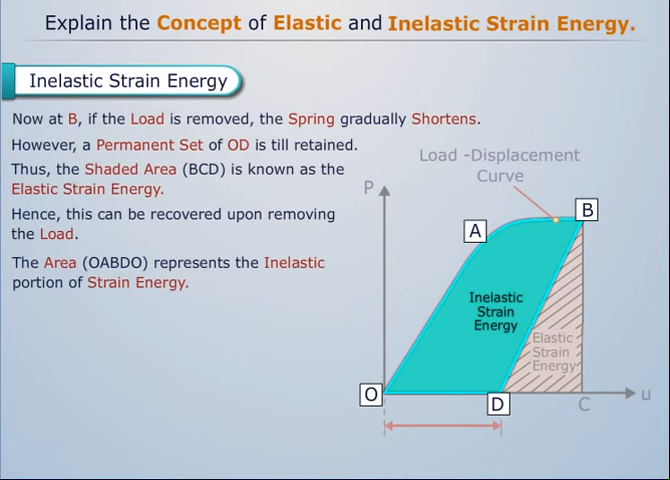 Explain the Concept of Elastic and Inelastic Strain Energy.
Inelastic Strain Energy
Now at B, if the Load is removed, the Spring gradually Shortens.
However, a Permanent Set of OD is till retained.
Thus, the Shaded Area (BCD) is known as the
Elastic Strain Energy.
Hence, this can be recovered upon removing
the Load.
The Area (OABDO) represents the Inelastic
portion of Strain Energy.
Load -Displacement
Curve
P
B
A
Inelastic
Strain
Energy
Elastic
Strain
Energy
O
D
C
u